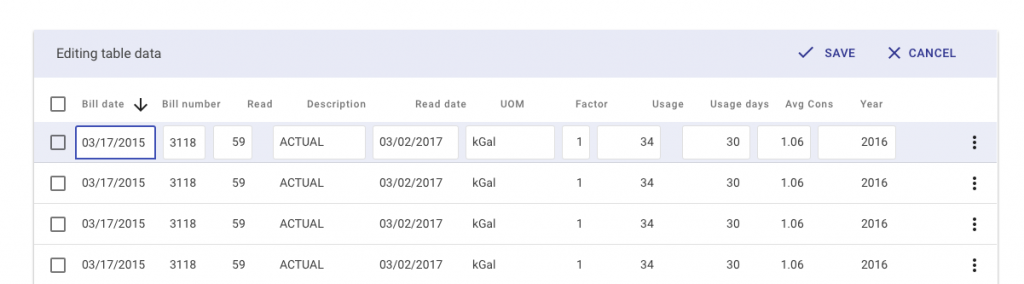 Editing table data SAVE CANCEL
Bill date Bill number Read Description Read date UOM Factor Usage Usage days Avg Cons Year
03/17/2015 3118 59 ACTUAL 03/02/2017 kGal 1 34 30 1.06 2016
03/17/2015 3118 59 ACTUAL 03/02/2017 kGal 1 34 30 1.06 2016
03/17/2015 3118 59 ACTUAL 03/02/2017 kGal 1 34 30 1.06 2016
03/17/2015 3118 59 ACTUAL 03/02/2017 kGal 1 34 30 1.06 2016